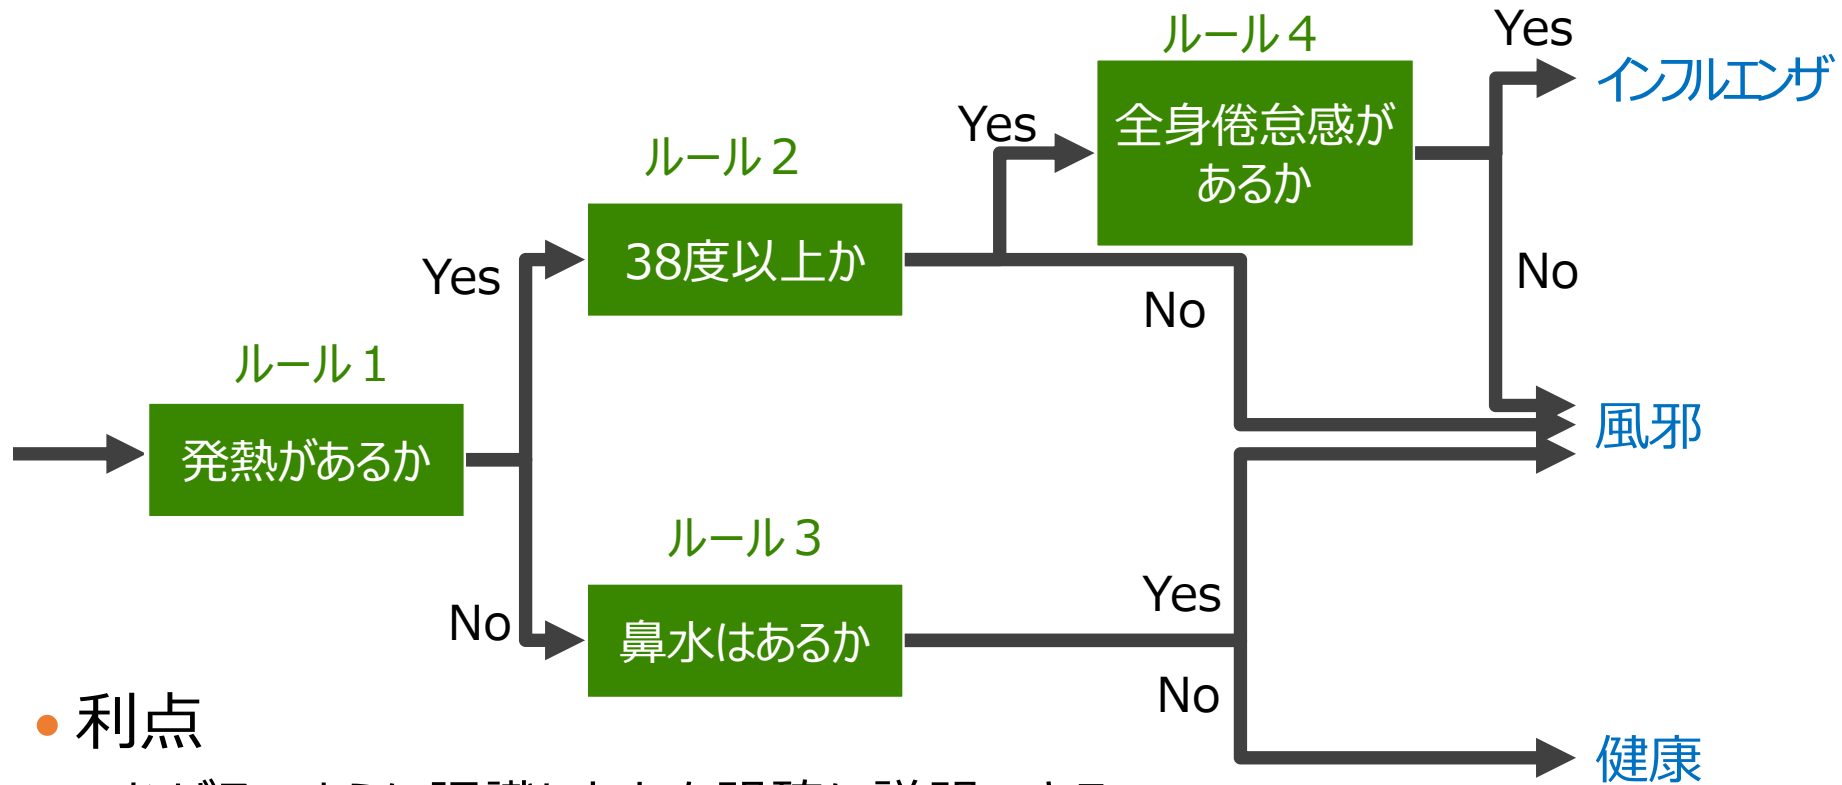 ルール４
Yes
インフルエンザ
全身倦怠感が
あるか
Yes
ルール２
38度以上か
Yes
No
No
ルール１
発熱があるか
風邪
ルール３
鼻水はあるか
No
Yes
No
健康
• 利点